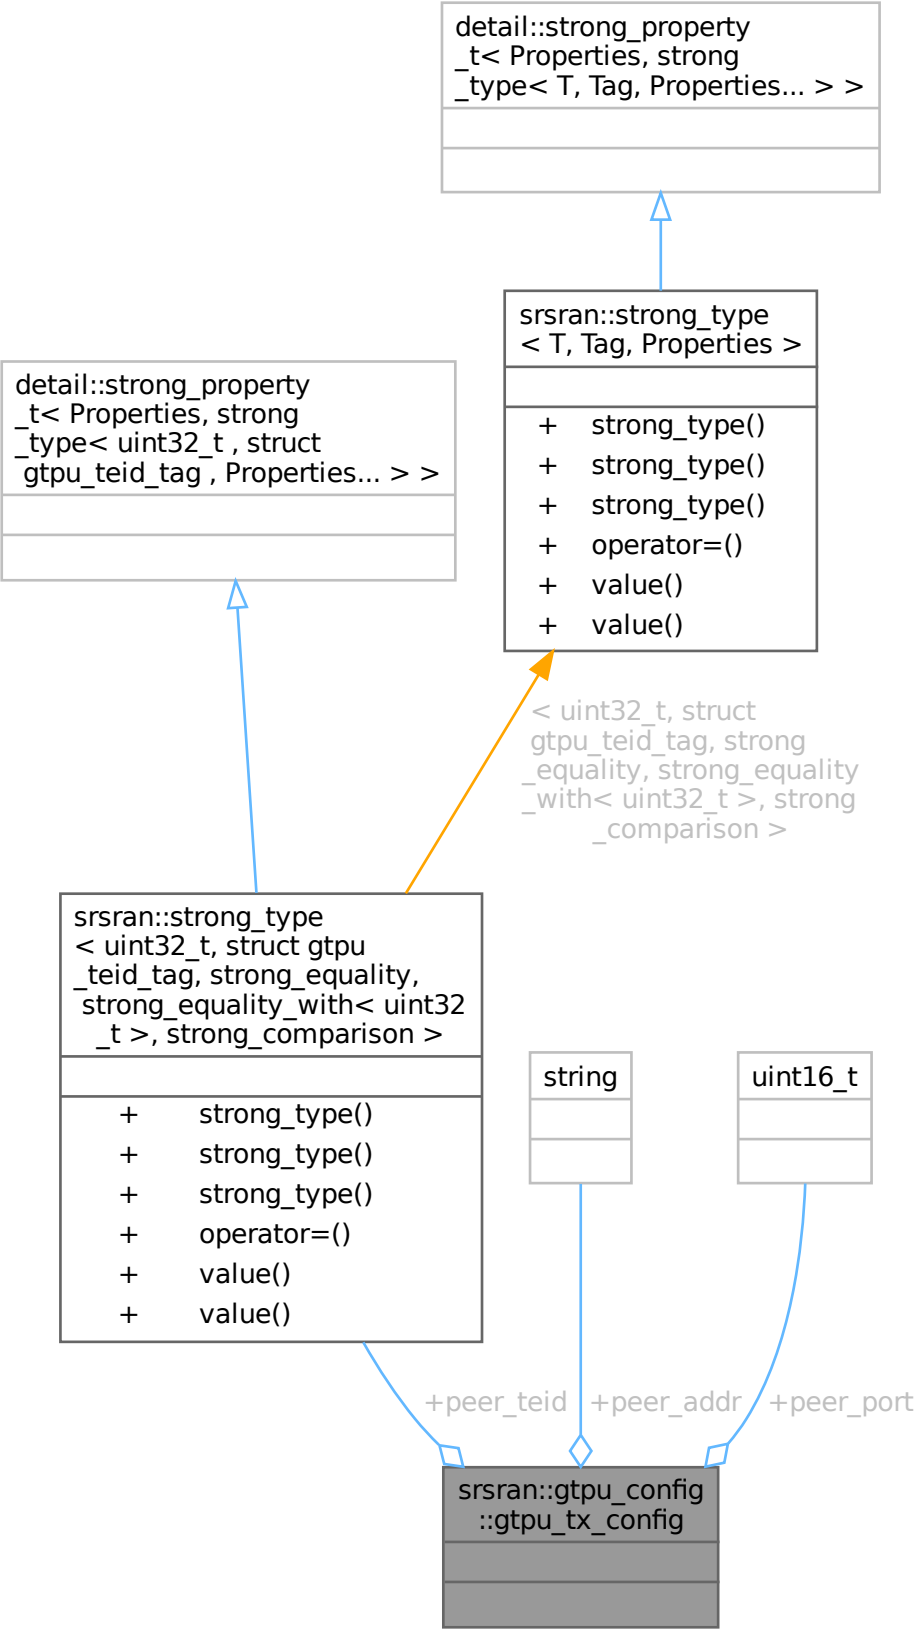 detail::strong_property
_t< Properties, strong
_type< T, Tag, Properties... > >
srsran::strong_type
< T, Tag, Properties >
+ strong_type()
+ strong_type()
+ strong_type()
+ operator=()
+ value()
+ value()
detail::strong_property
_t< Properties, strong
_type< uint32_t , struct
gtpu_teid_tag , Properties... > >
< uint32_t, struct
gtpu_teid_tag, strong
_equality, strong_equality
_with< uint32_t >, strong
_comparison >
srsran::strong_type
< uint32_t, struct gtpu
_teid_tag, strong_equality,
strong_equality_with< uint32
_t >, strong_comparison >
+ strong_type()
+ strong_type()
+ strong_type()
+ operator=()
+ value()
+ value()
string
uint16_t
+peer_teid
+peer_addr
+peer_port
srsran::gtpu_config
::gtpu_tx_config